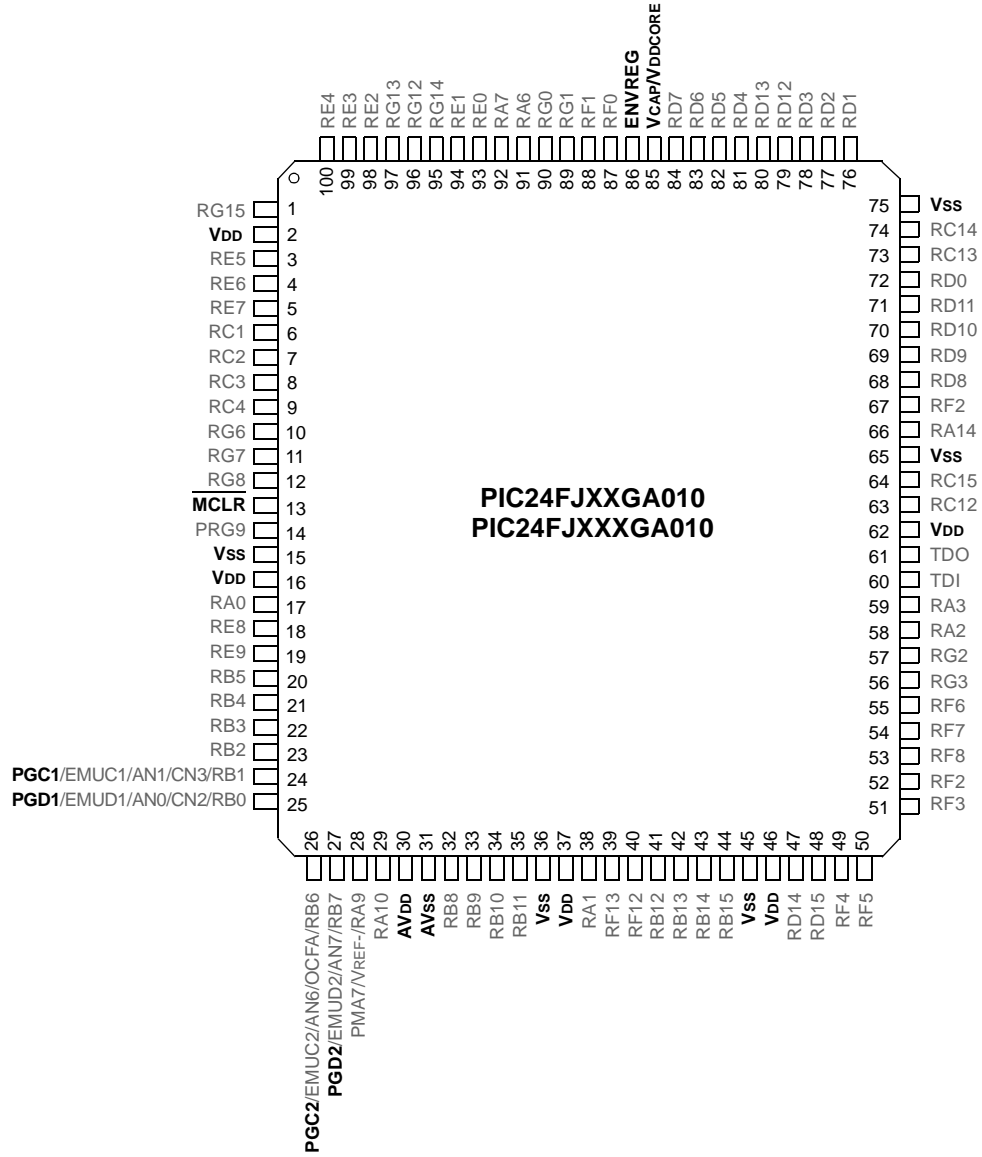 RE4
RE3
RE2
RG13
RG12
RG14
RE1
RE0
RA7
RA6
RG0
RG1
RF1
RF0
ENVREG
VCAP/VDDCORE
RD7
RD6
RD5
RD4
RD13
RD12
RD3
RD2
RD1
100
99
98
97
96
95
94
93
92
91
90
89
88
87
86
85
84
83
82
81
80
79
78
77
76
RG15 1
VDD 2
RE5 3
RE6 4
RE7 5
RC1 6
RC2 7
RC3 8
RC4 9
RG6 10
RG7 11
RG8 12
MCLR 13
PRG9 14
VSS 15
VDD 16
RA0 17
RE8 18
RE9 19
RB5 20
RB4 21
RB3 22
RB2 23
PGC1/EMUC1/AN1/CN3/RB1 24
PGD1/EMUD1/AN0/CN2/RB0 25
PIC24FJXXGA010
PIC24FJXXXGA010
75 VSS
74 RC14
73 RC13
72 RD0
71 RD11
70 RD10
69 RD9
68 RD8
67 RF2
66 RA14
65 VSS
64 RC15
63 RC12
62 VDD
61 TDO
60 TDI
59 RA3
58 RA2
57 RG2
56 RG3
55 RF6
54 RF7
53 RF8
52 RF2
51 RF3
26
27
28
29
30
31
32
33
34
35
36
37
38
39
40
41
42
43
44
45
46
47
48
49
50
PGC2/EMUC2/AN6/OCFA/RB6
PGD2/EMUD2/AN7/RB7
PMA7/VREF-/RA9
RA10
AVDD
AVSS
RB8
RB9
RB10
RB11
VSS
VDD
RA1
RF13
RF12
RB12
RB13
RB14
RB15
VSS
VDD
RD14
RD15
RF4
RF5